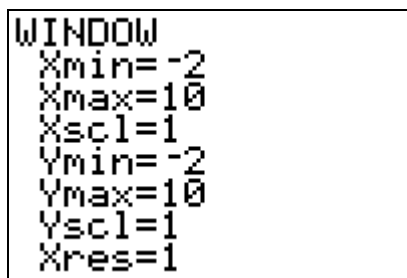 WINDOW
Xmin=-2
Xmax=10
Xscl=1
Ymin=-2
Ymax=10
Yscl=1
Xres=1